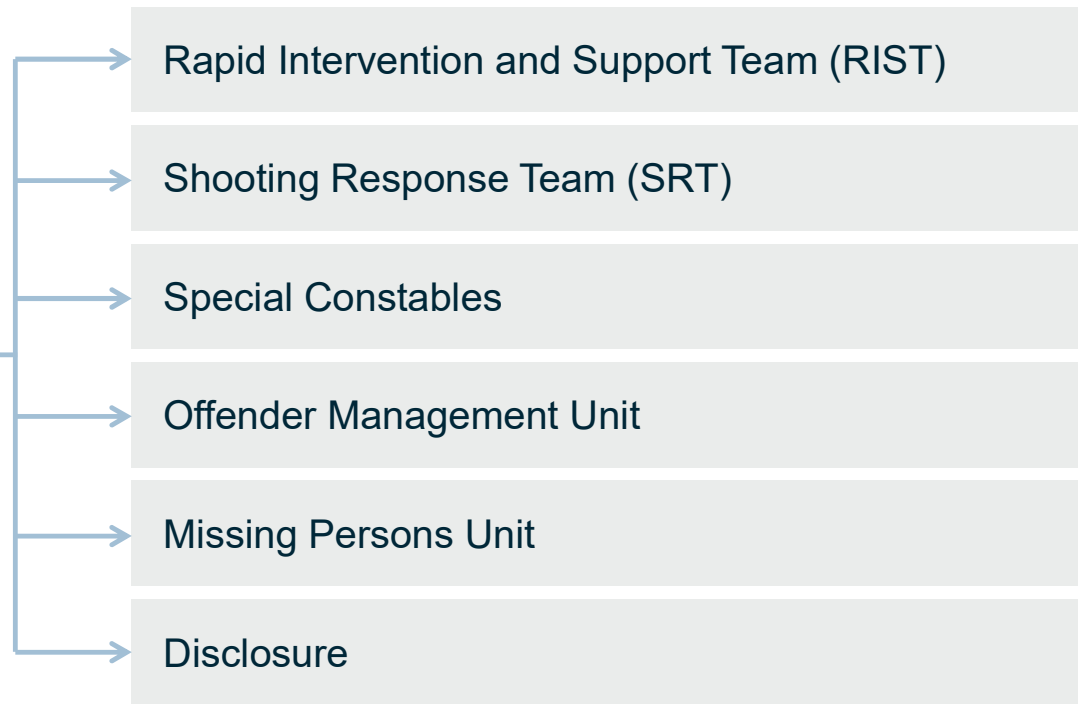 Rapid Intervention and Support Team (RIST)
Shooting Response Team (SRT)
Special Constables
Offender Management Unit
Missing Persons Unit
Disclosure